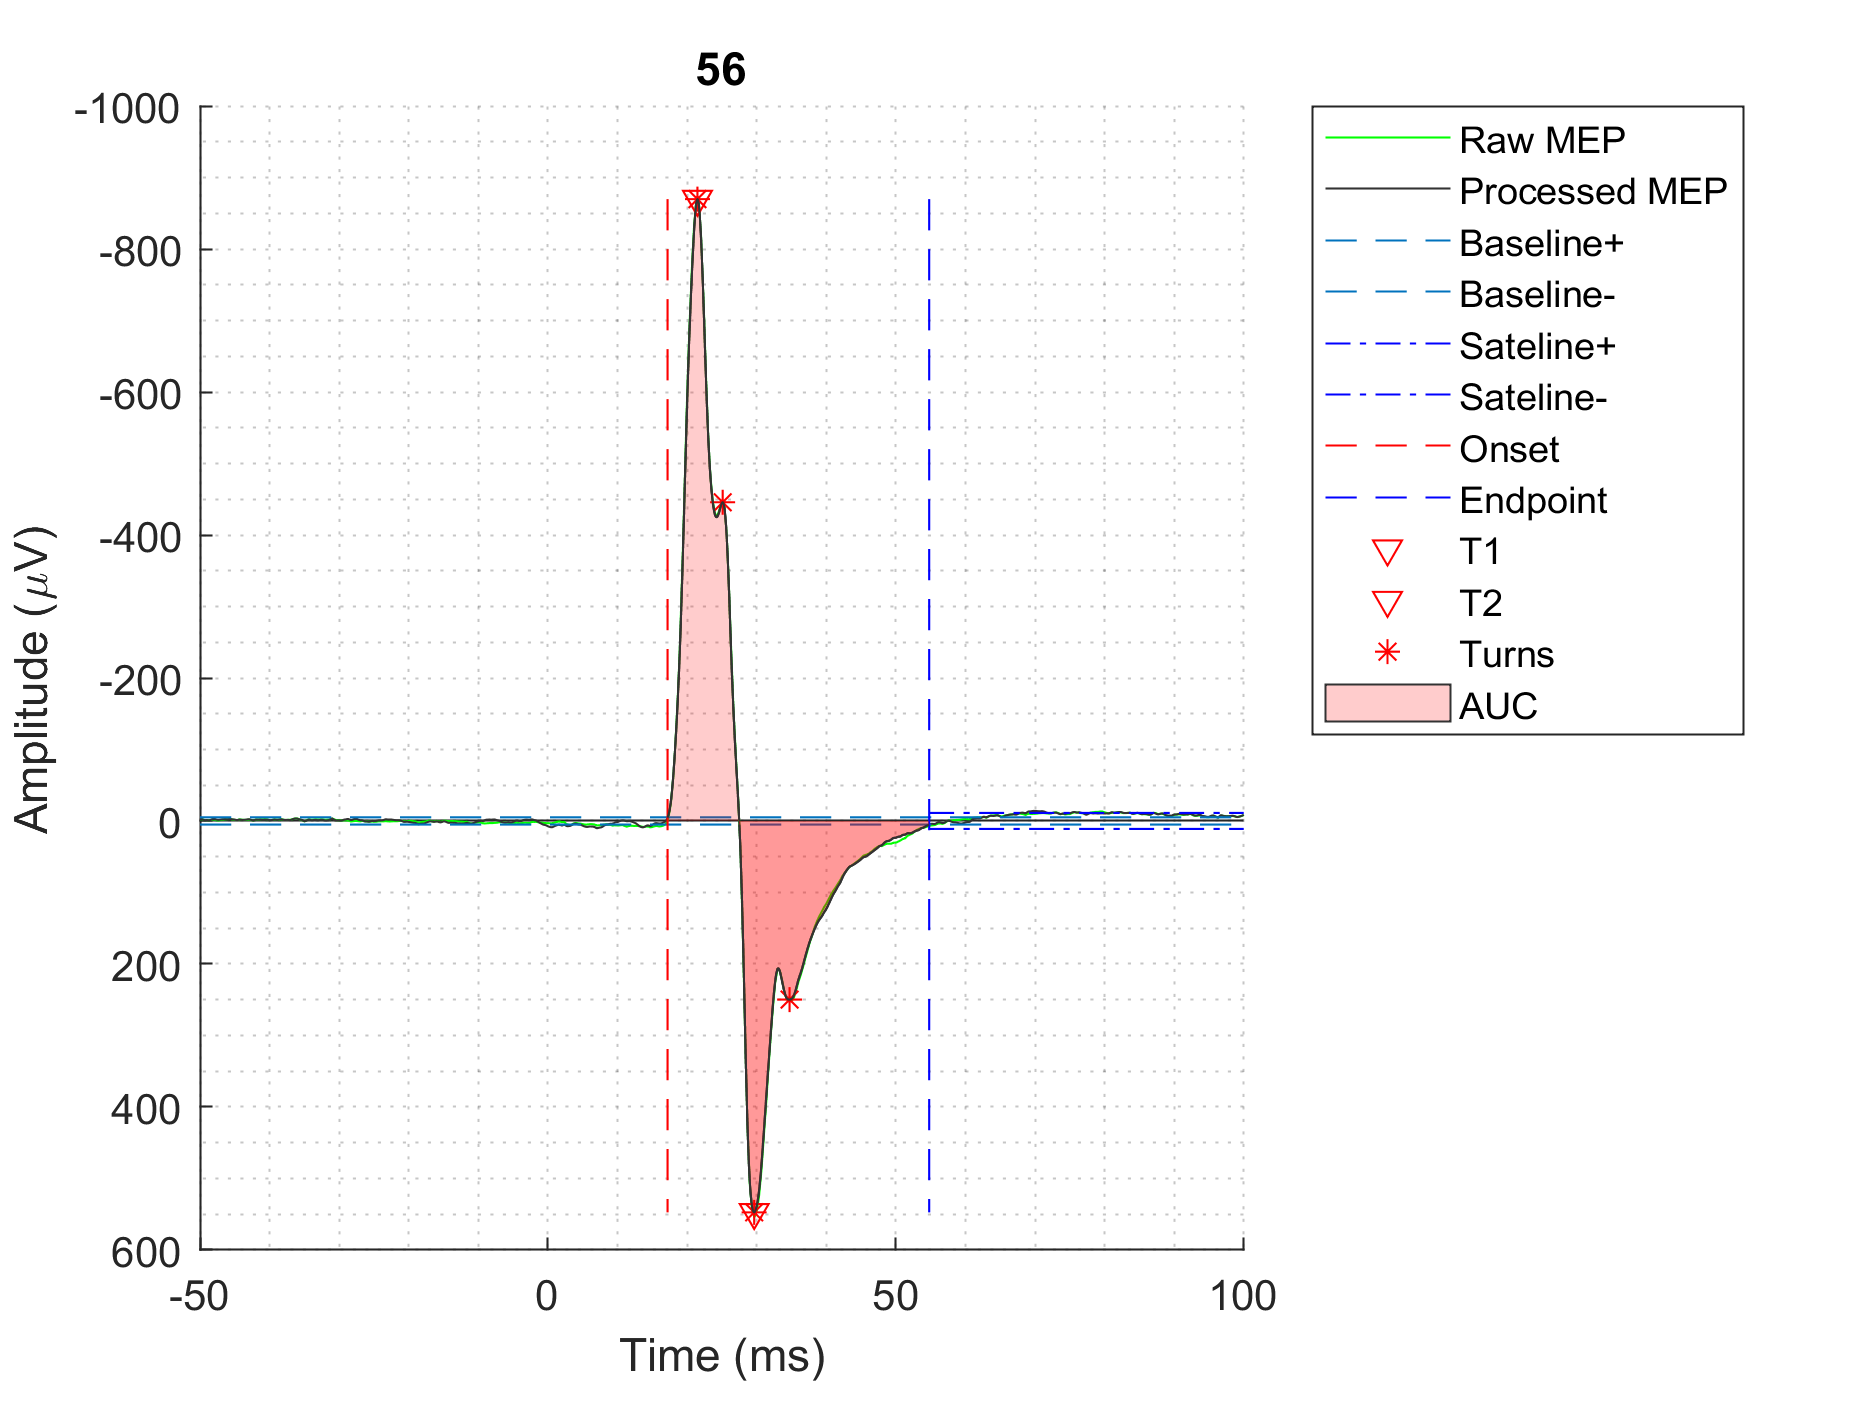 56
-1000
-800
-600
-400
-200
0
200
400
600
Amplitude (μV)
-50
0
50
100
Time (ms)
Raw MEP
Processed MEP
Baseline+
Baseline-
Sateline+
Sateline-
Onset
Endpoint
T1
T2
Turns
AUC